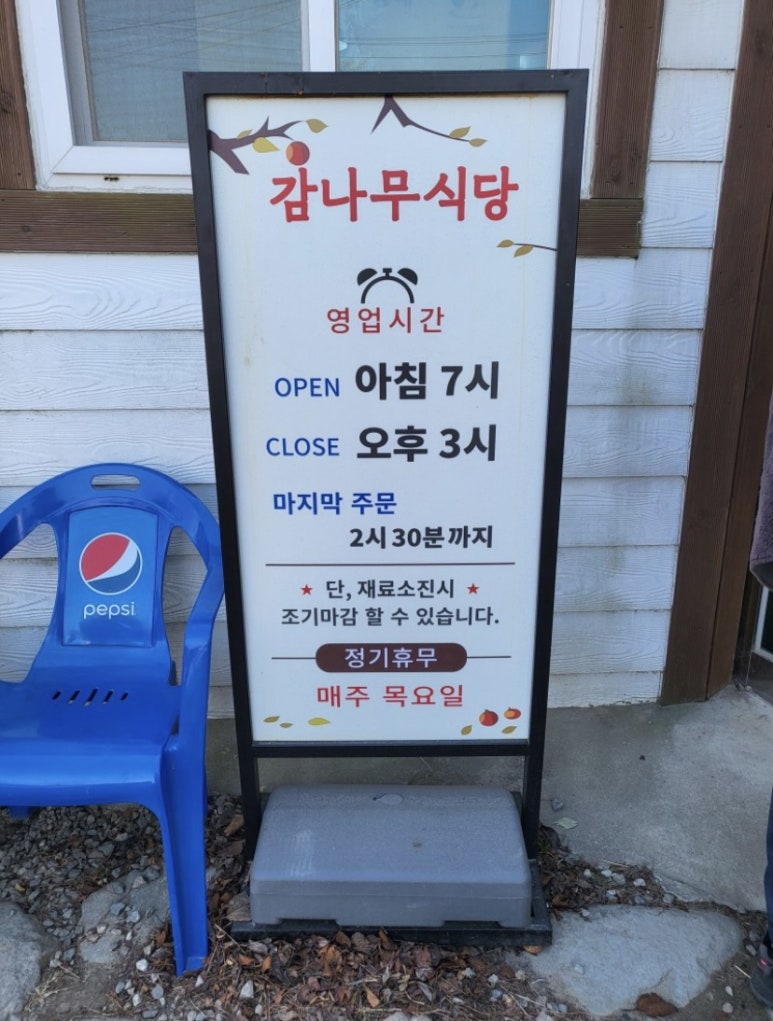 감나무식당
영업시간
OPEN 아침 7시
CLOSE 오후 3시
마지막 주문
2시 30분까지
★ 단, 재료소진시 ★
조기마감 할 수 있습니다.
정기휴무
매주 목요일
pepsi